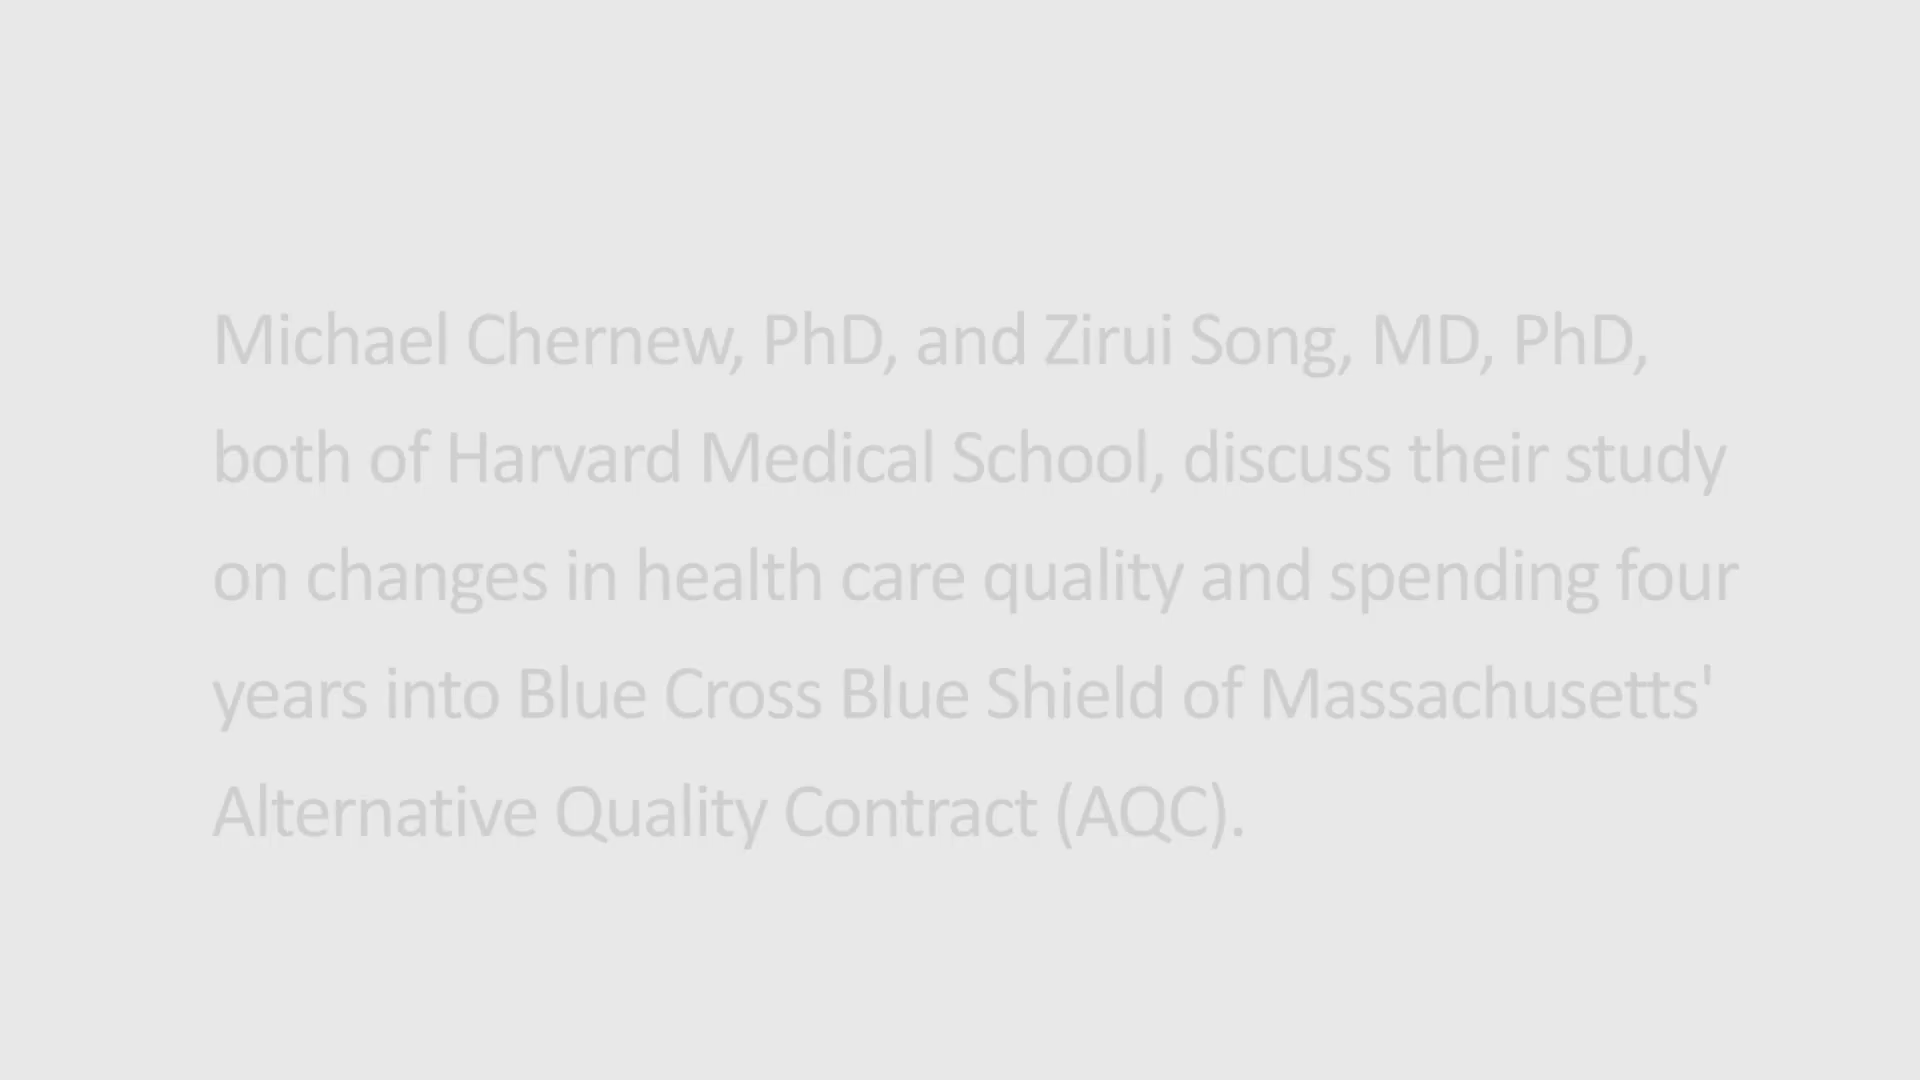 Michael Chernew, PhD, and Zirui Song, MD, PhD,
both of Harvard Medical School, discuss their study
on changes in health care quality and spending four
years into Blue Cross Blue Shield of Massachusetts'
Alternative Quality Contract (AQC).